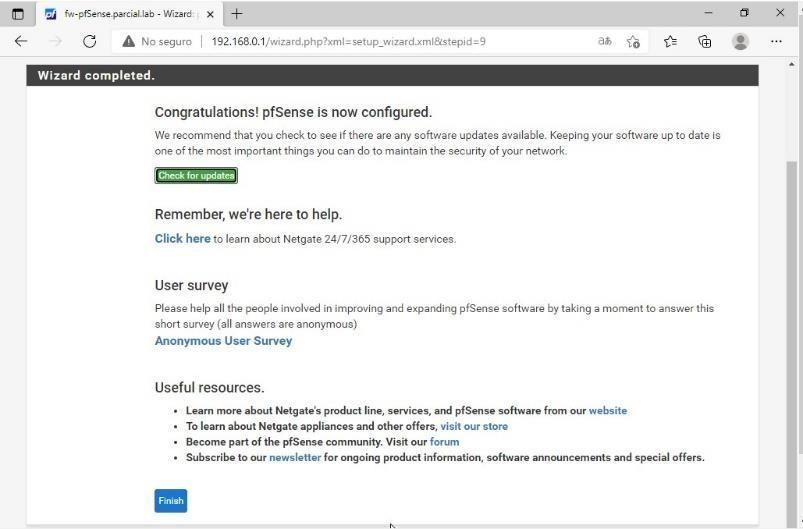 fw-pfSense.parcial.lab - Wizard:
No seguro
192.168.0.1/wizard.php?xml=setup_wizard.xml&stepid=9
Wizard completed.
Congratulations! pfSense is now configured.
We recommend that you check to see if there are any software updates available. Keeping your software up to date is
one of the most important things you can do to maintain the security of your network.
Check for updates
Remember, we're here to help.
Click here to learn about Netgate 24/7/365 support services.
User survey
Please help all the people involved in improving and expanding pfSense software by taking a moment to answer this
short survey (all answers are anonymous)
Anonymous User Survey
Useful resources.
• Learn more about Netgate's product line, services, and pfSense software from our website
• To learn about Netgate appliances and other offers, visit our store
• Become part of the pfSense community. Visit our forum
• Subscribe to our newsletter for ongoing product information, software announcements and special offers.
Finish